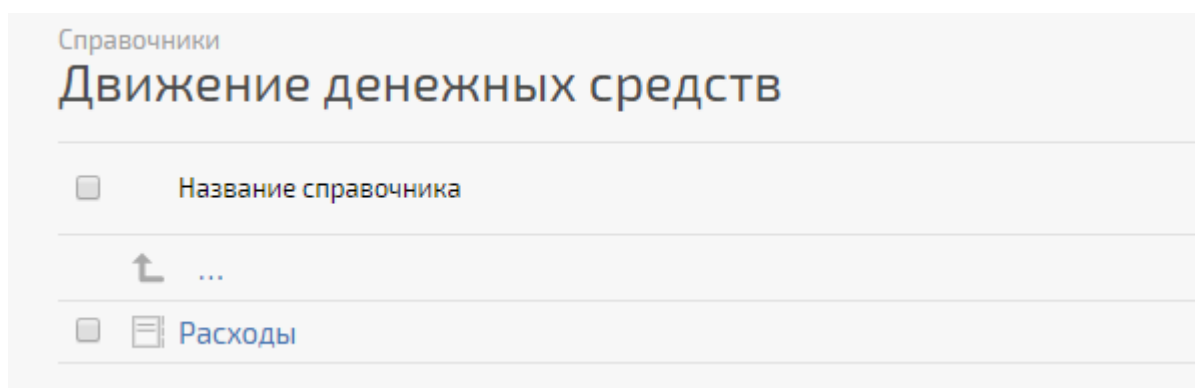 Справочники
Движение денежных средств
Название справочника
...
Расходы